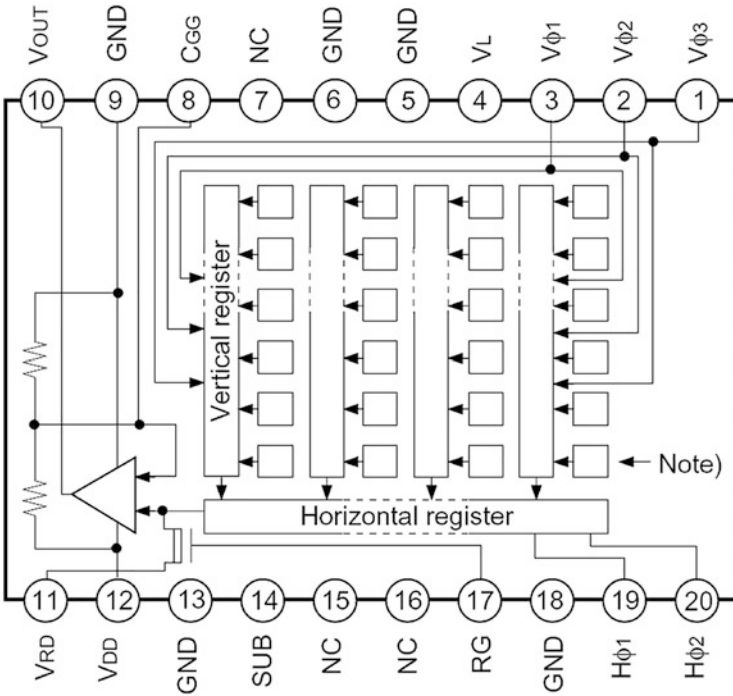 VOUT
GND
CGG
NC
GND
GND
VL
Vϕ1
Vϕ2
Vϕ3
10
9
8
7
6
5
4
3
2
1
Vertical register
Note)
Horizontal register
11
12
13
14
15
16
17
18
19
20
VRD
VDD
GND
SUB
NC
NC
RG
GND
Hϕ1
Hϕ2